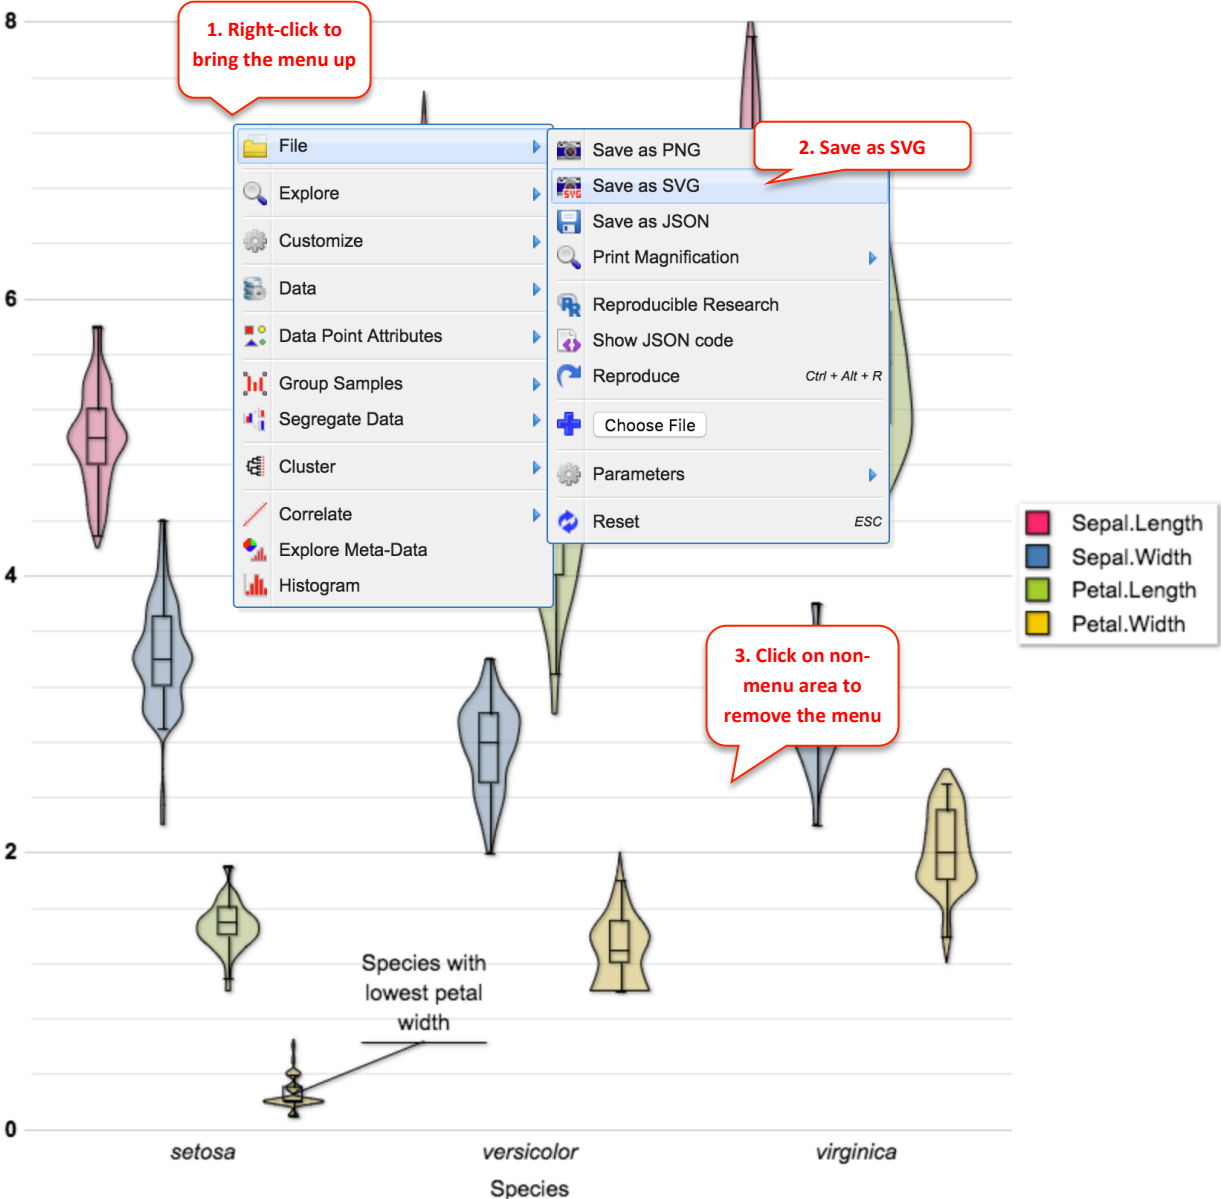 8
1. Right-click to
bring the menu up
File
Explore
Customize
Data
Data Point Attributes
Group Samples
Segregate Data
Cluster
Correlate
Explore Meta-Data
Histogram
Save as PNG
2. Save as SVG
Save as SVG
Save as JSON
Print Magnification
Reproducible Research
Show JSON code
Reproduce Ctrl + Alt + R
Choose File
Parameters
Reset ESC
6
4
Sepal.Length
Sepal.Width
Petal.Length
Petal.Width
3. Click on non-
menu area to
remove the menu
2
Species with
lowest petal
width
0
setosa versicolor virginica
Species